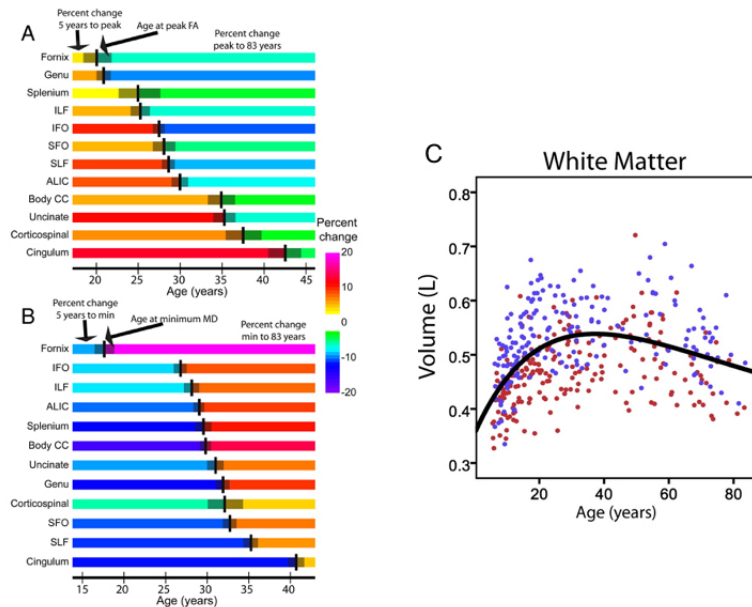 A
Percent change
5 years to peak
Age at peak FA
Percent change
peak to 83 years
Fornix
Genu
Splenium
ILF
IFO
SFO
SLF
ALIC
Body CC
Uncinate
Corticospinal
Cingulum
20 25 30 35 40 45
Age (years)
Percent
change
20
10
0
0
-10
-20
B
Percent change
5 years to min
Age at minimum MD
Percent change
min to 83 years
Fornix
IFO
ILF
ALIC
Splenium
Body CC
Uncinate
Genu
Corticospinal
SFO
SLF
Cingulum
15 20 25 30 35 40
Age (years)
C
White Matter
Volume (L)
0.8
0.7
0.6
0.5
0.4
0.3
20 40 60 80
Age (years)